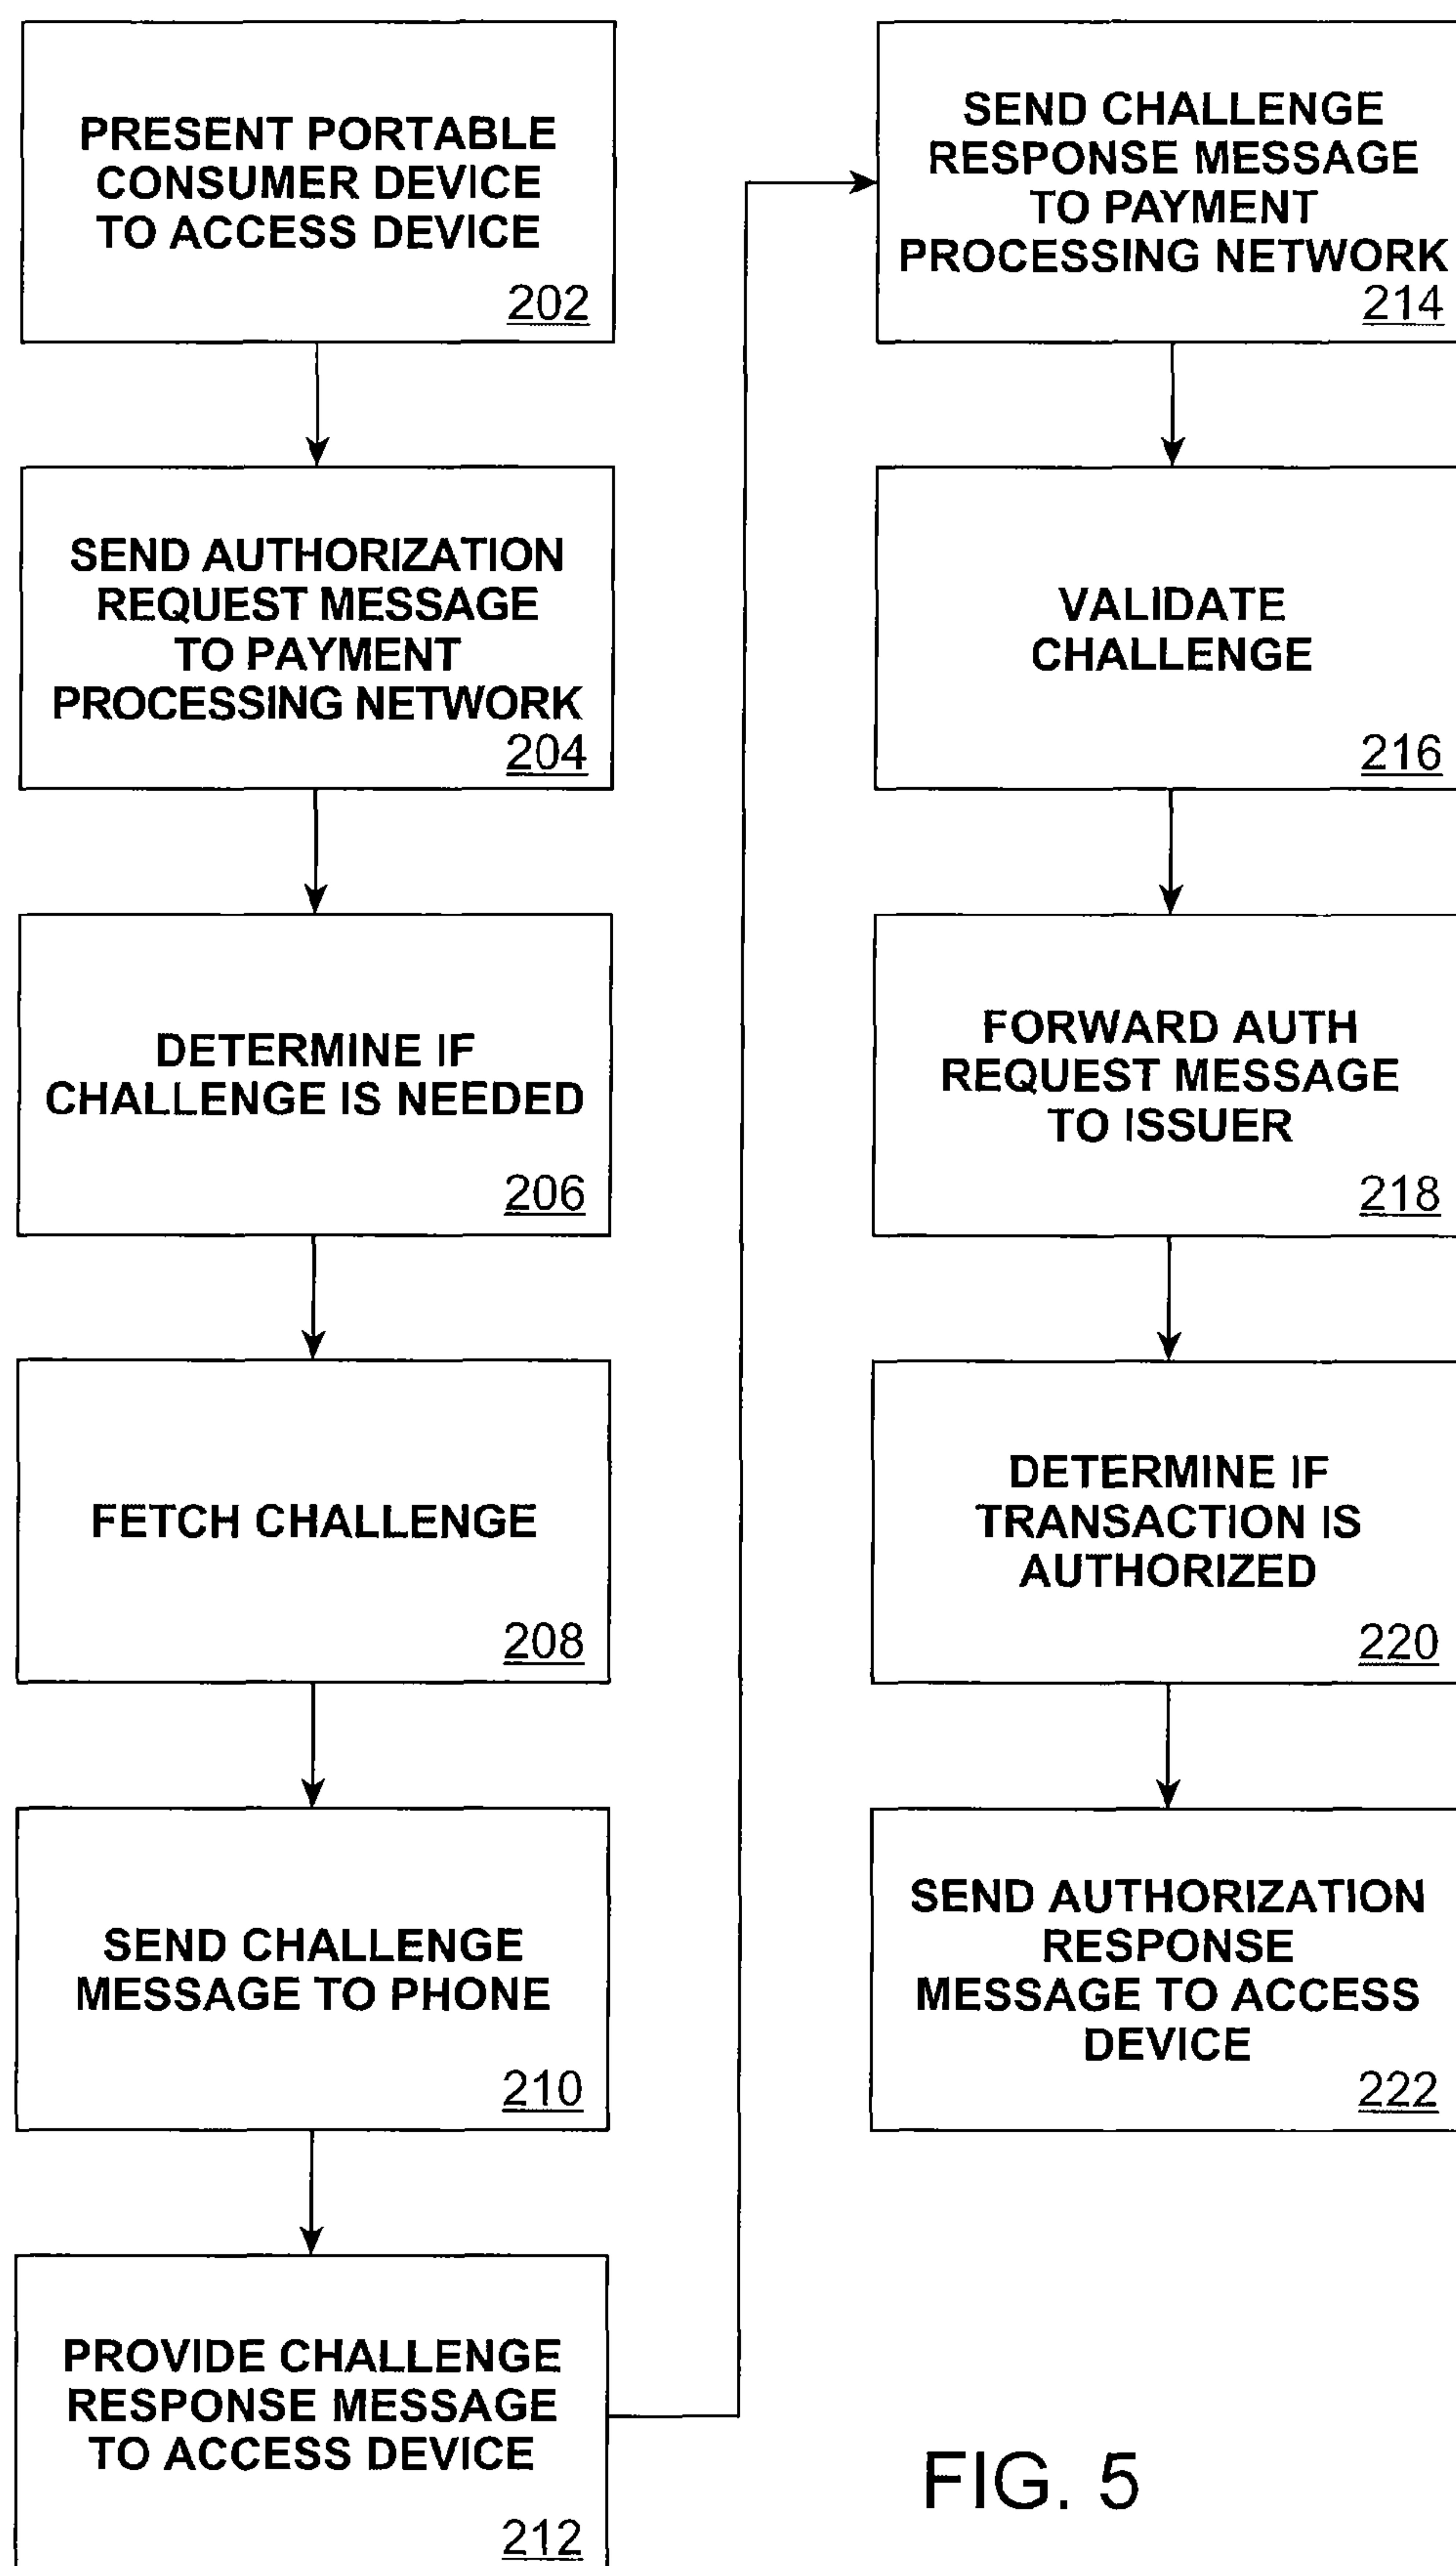 PRESENT PORTABLE
CONSUMER DEVICE
TO ACCESS DEVICE
202
SEND AUTHORIZATION
REQUEST MESSAGE
TO PAYMENT
PROCESSING NETWORK
204
DETERMINE IF
CHALLENGE IS NEEDED
206
FETCH CHALLENGE
208
SEND CHALLENGE
MESSAGE TO PHONE
210
PROVIDE CHALLENGE
RESPONSE MESSAGE
TO ACCESS DEVICE
212
SEND CHALLENGE
RESPONSE MESSAGE
TO PAYMENT
PROCESSING NETWORK
214
VALIDATE
CHALLENGE
216
FORWARD AUTH
REQUEST MESSAGE
TO ISSUER
218
DETERMINE IF
TRANSACTION IS
AUTHORIZED
220
SEND AUTHORIZATION
RESPONSE
MESSAGE TO ACCESS
DEVICE
222
FIG. 5